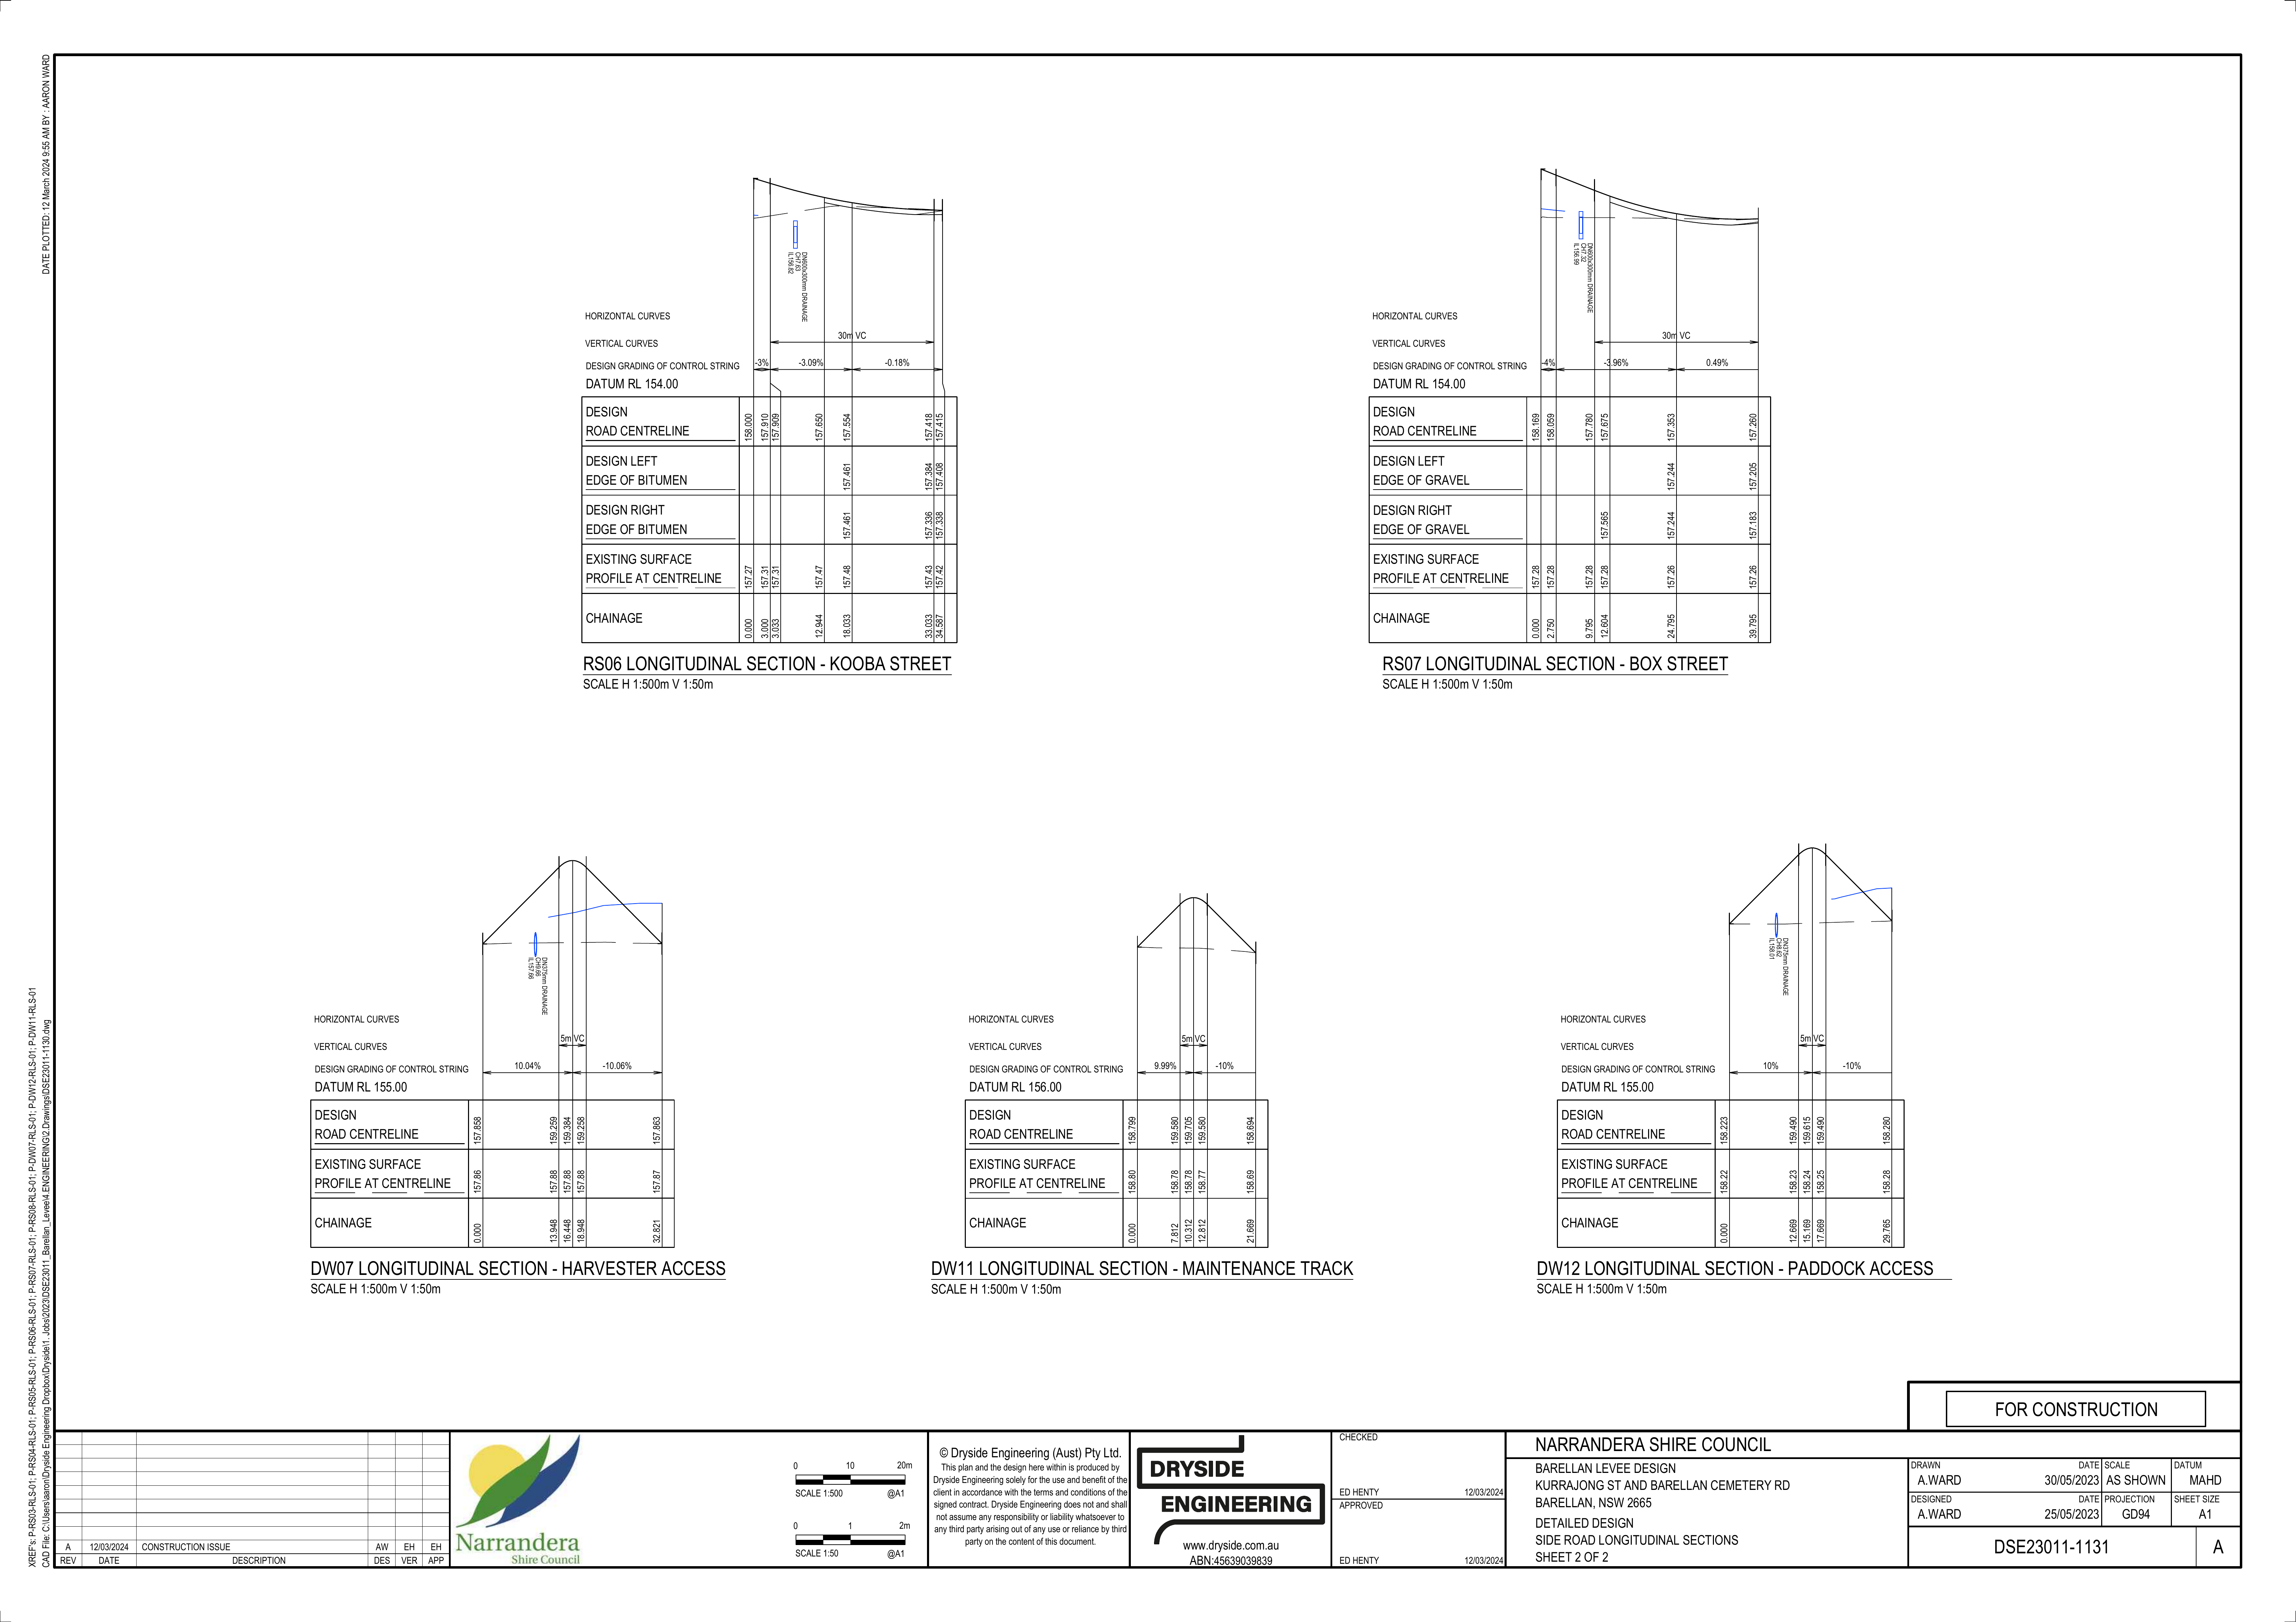 DATE PLOTTED: 12 March 2024 9:55 AM BY : AARON WARD
XREF's: P-RS03-RLS-01; P-RS04-RLS-01; P-RS05-RLS-01; P-RS06-RLS-01; P-RS07-RLS-01; P-RS08-RLS-01; P-DW07-RLS-01; P-DW12-RLS-01; P-DW11-RLS-01
CAD File: C:\Users\aaron\Dryside Engineering Dropbox\Dryside\1. Jobs\2023\DSE23011_Barellan_Levee\4.ENGINEERING\2.Drawings\DSE23011-1130.dwg
DN600x300mm DRAINAGE
CH7.63
IL156.82
HORIZONTAL CURVES
VERTICAL CURVES
30m VC
DESIGN GRADING OF CONTROL STRING -3% -3.09% -0.18%
DATUM RL 154.00
DESIGN
ROAD CENTRELINE
158.000 157.910 157.909 157.650 157.554 157.418 157.415
DESIGN LEFT
EDGE OF BITUMEN
157.461 157.384 157.408
DESIGN RIGHT
EDGE OF BITUMEN
157.461 157.336 157.338
EXISTING SURFACE
PROFILE AT CENTRELINE
157.27 157.31 157.31 157.47 157.48 157.43 157.42
CHAINAGE
0.000 3.000 3.033 12.944 18.033 33.033 34.587
RS06 LONGITUDINAL SECTION - KOOBA STREET
SCALE H 1:500m V 1:50m
DN600x300mm DRAINAGE
CH7.32
IL156.99
HORIZONTAL CURVES
VERTICAL CURVES
30m VC
DESIGN GRADING OF CONTROL STRING -4% -3.96% 0.49%
DATUM RL 154.00
DESIGN
ROAD CENTRELINE
158.169 158.059 157.780 157.675 157.353 157.260
DESIGN LEFT
EDGE OF GRAVEL
157.244 157.205
DESIGN RIGHT
EDGE OF GRAVEL
157.565 157.244 157.183
EXISTING SURFACE
PROFILE AT CENTRELINE
157.28 157.28 157.28 157.28 157.26 157.26
CHAINAGE
0.000 2.750 9.795 12.604 24.795 39.795
RS07 LONGITUDINAL SECTION - BOX STREET
SCALE H 1:500m V 1:50m
DN375mm DRAINAGE
CH9.66
IL157.66
HORIZONTAL CURVES
VERTICAL CURVES
5m VC
DESIGN GRADING OF CONTROL STRING 10.04% -10.06%
DATUM RL 155.00
DESIGN
ROAD CENTRELINE
157.858 159.259 159.384 159.258 157.863
EXISTING SURFACE
PROFILE AT CENTRELINE
157.86 157.88 157.88 157.88 157.87
CHAINAGE
0.000 13.948 16.448 18.948 32.821
DW07 LONGITUDINAL SECTION - HARVESTER ACCESS
SCALE H 1:500m V 1:50m
HORIZONTAL CURVES
VERTICAL CURVES
5m VC
DESIGN GRADING OF CONTROL STRING 9.99% -10%
DATUM RL 156.00
DESIGN
ROAD CENTRELINE
158.799 159.580 159.705 159.580 158.694
EXISTING SURFACE
PROFILE AT CENTRELINE
158.80 158.78 158.78 158.77 158.69
CHAINAGE
0.000 7.812 10.312 12.812 21.669
DW11 LONGITUDINAL SECTION - MAINTENANCE TRACK
SCALE H 1:500m V 1:50m
DN375mm DRAINAGE
CH8.62
IL158.01
HORIZONTAL CURVES
VERTICAL CURVES
5m VC
DESIGN GRADING OF CONTROL STRING 10% -10%
DATUM RL 155.00
DESIGN
ROAD CENTRELINE
158.223 159.490 159.615 159.490 158.280
EXISTING SURFACE
PROFILE AT CENTRELINE
158.22 158.23 158.24 158.25 158.28
CHAINAGE
0.000 12.669 15.169 17.669 29.765
DW12 LONGITUDINAL SECTION - PADDOCK ACCESS
SCALE H 1:500m V 1:50m
FOR CONSTRUCTION
A 12/03/2024 CONSTRUCTION ISSUE AW EH EH
REV DATE DESCRIPTION DES VER APP
Narrandera
Shire Council
0 10 20m
SCALE 1:500 @A1
0 1 2m
SCALE 1:50 @A1
© Dryside Engineering (Aust) Pty Ltd.
This plan and the design here within is produced by
Dryside Engineering solely for the use and benefit of the
client in accordance with the terms and conditions of the
signed contract. Dryside Engineering does not and shall
not assume any responsibility or liability whatsoever to
any third party arising out of any use or reliance by third
party on the content of this document.
DRYSIDE
ENGINEERING
www.dryside.com.au
ABN:45639039839
CHECKED
ED HENTY 12/03/2024
APPROVED
ED HENTY 12/03/2024
NARRANDERA SHIRE COUNCIL
BARELLAN LEVEE DESIGN
KURRAJONG ST AND BARELLAN CEMETERY RD
BARELLAN, NSW 2665
DETAILED DESIGN
SIDE ROAD LONGITUDINAL SECTIONS
SHEET 2 OF 2
DRAWN DATE SCALE DATUM
A.WARD 30/05/2023 AS SHOWN MAHD
DESIGNED DATE PROJECTION SHEET SIZE
A.WARD 25/05/2023 GD94 A1
DSE23011-1131 A